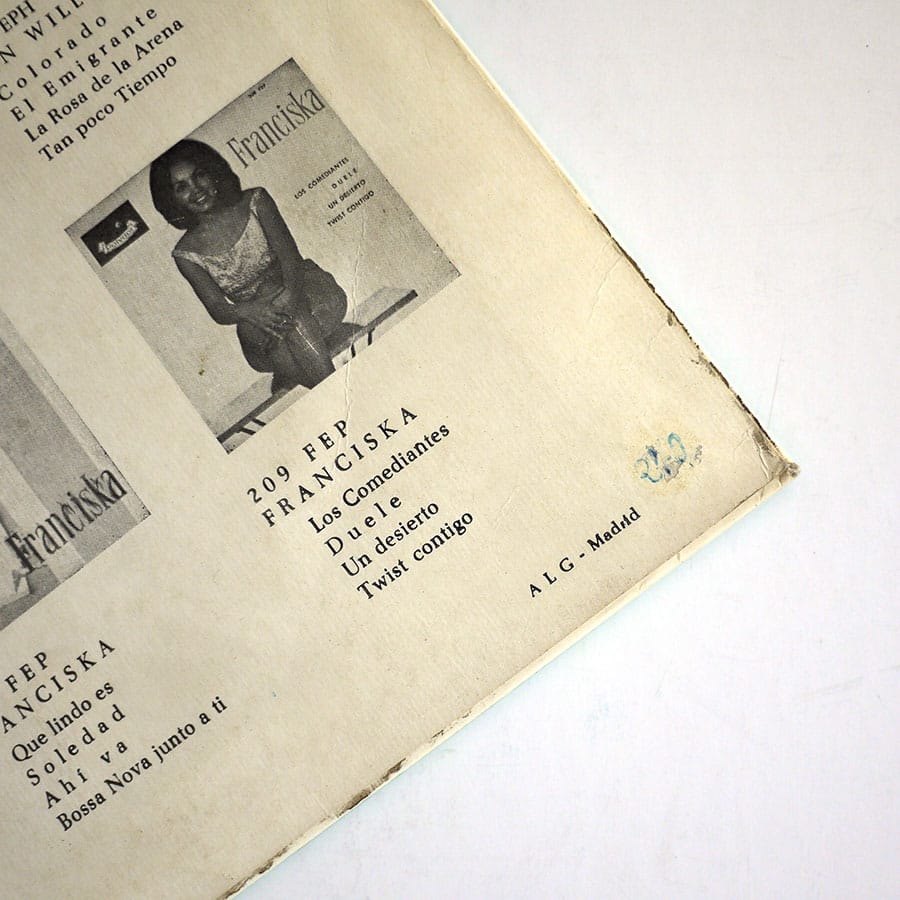 EPH
N WILL
Colorado
El Emigrante
La Rosa de la Arena
Tan poco Tiempo
Franciska
LOS COMEDIANTES
DUELE
UN DESIERTO
TWIST CONTIGO
209 FEP
FRANCISKA
Los Comediantes
Duele
Un desierto
Twist contigo
Franciska
FEP
ANCISKA
Que lindo es
Soledad
Ahí va
Bossa Nova junto a ti
ALG - Madrid